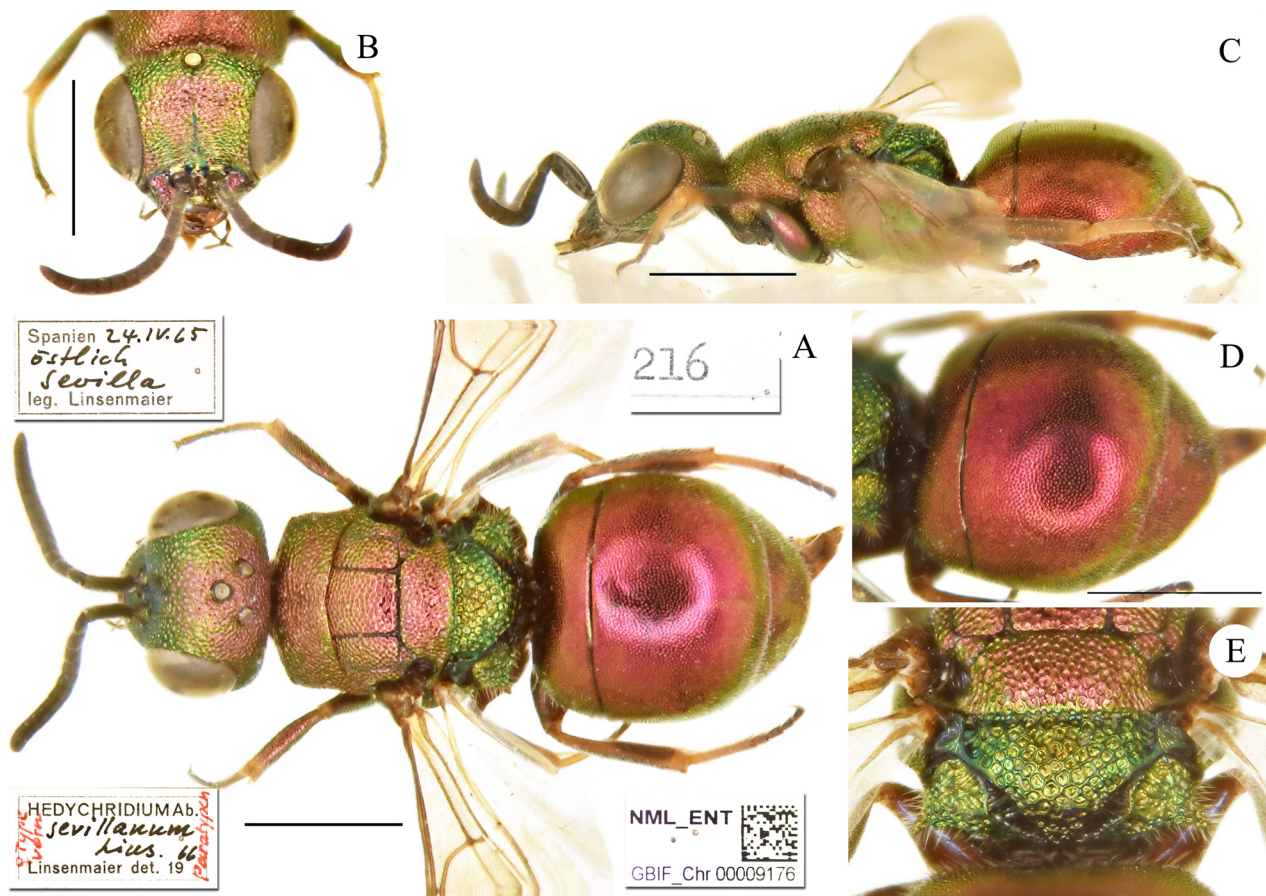 B
C
Spanien 24.IV.65
östlich
Sevilla
leg. Linsenmaier
216
A
D
E
HEDYCHRIDIUM Ab.
sevillanum
Lins. 66
Linsenmaier det. 19
Paratypen
TYPE
NML_ENT
GBIF_Chr 00009176